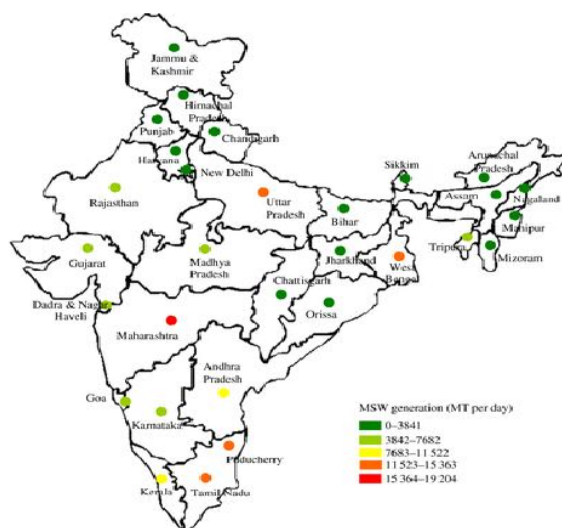 Jammu &
Kashmir
Himachal
Pradesh
Punjab
Chandigarh
Haryana
New Delhi
Sikkim
Arunachal
Pradesh
Assam
Nagaland
Manipur
Mizoram
Tripura
Rajasthan
Uttar
Pradesh
Bihar
Gujarat
Madhya
Pradesh
Jharkhand
West
Bengal
Chattisgarh
Orissa
Dadra & Nagar
Haveli
Maharashtra
Andhra
Pradesh
Goa
Karnataka
Puducherry
Kerala
Tamil Nadu
MSW generation (MT per day)
0–3841
3842–7682
7683–11 522
11 523–15 363
15 364–19 204